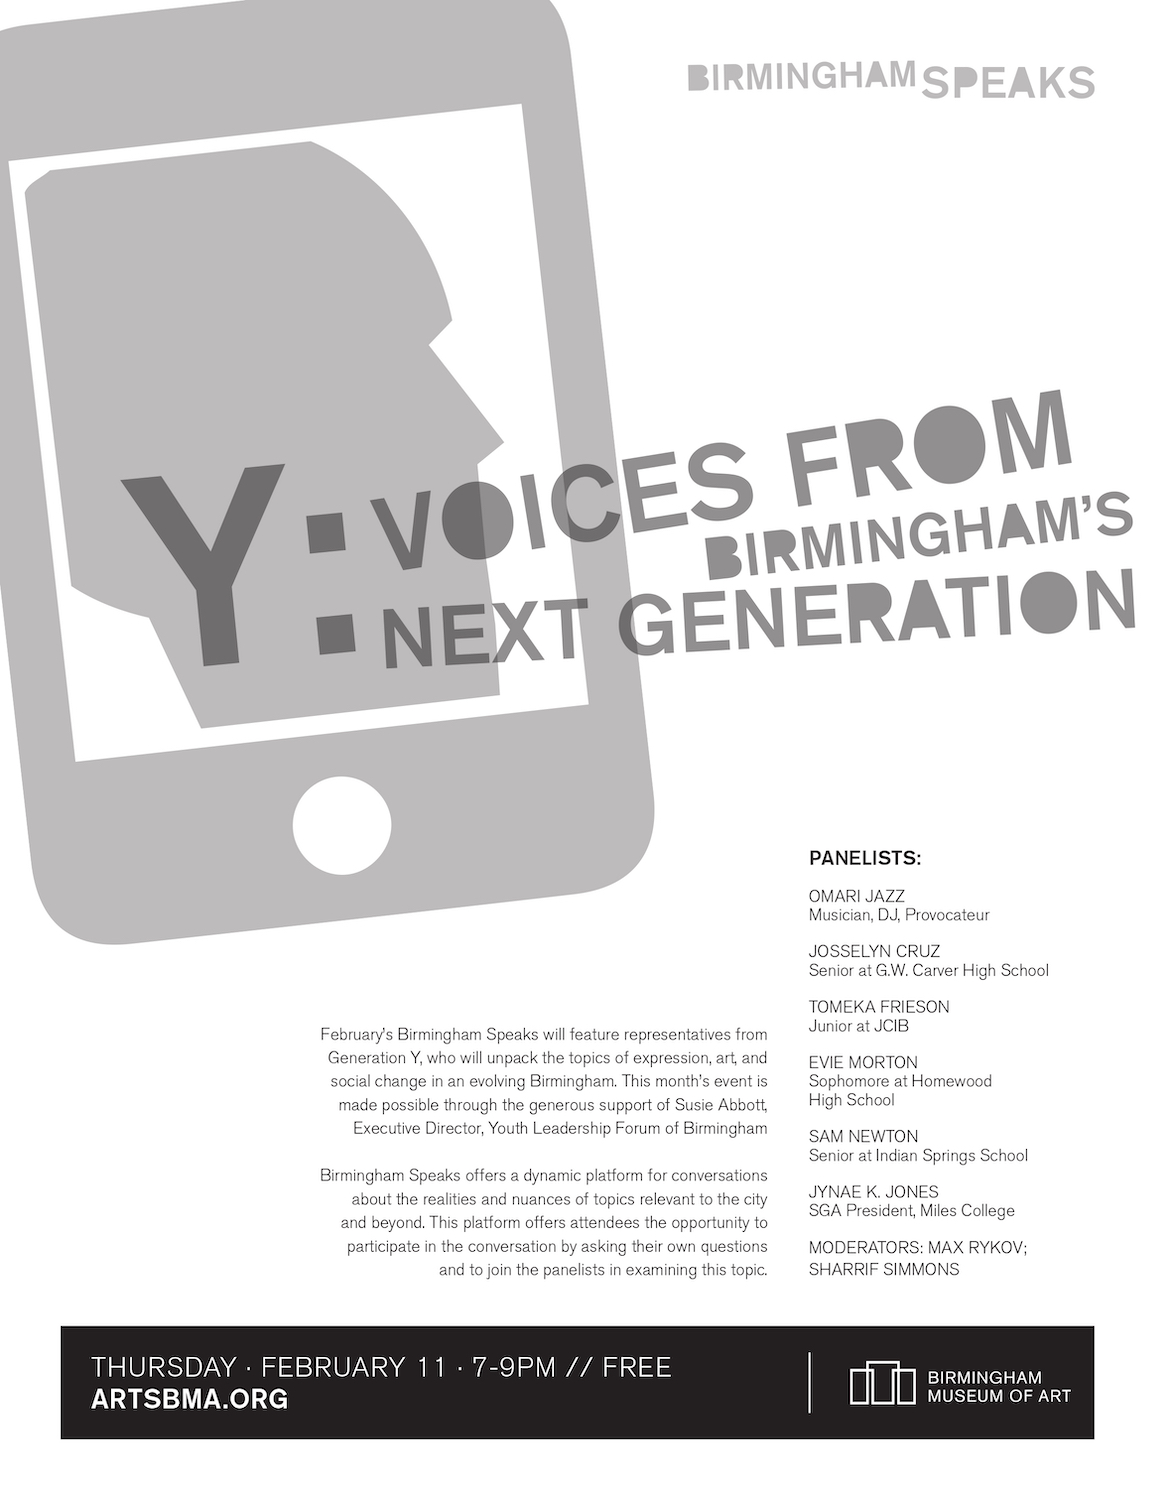 BIRMINGHAM SPEAKS
Y: VOICES FROM
BIRMINGHAM'S
NEXT GENERATION
PANELISTS:
OMARI JAZZ
Musician, DJ, Provocateur
JOSSELYN CRUZ
Senior at G.W. Carver High School
TOMEKA FRIESON
Junior at JCIB
EVIE MORTON
Sophomore at Homewood
High School
SAM NEWTON
Senior at Indian Springs School
JYNAE K. JONES
SGA President, Miles College
MODERATORS: MAX RYKOV;
SHARRIF SIMMONS
February's Birmingham Speaks will feature representatives from
Generation Y, who will unpack the topics of expression, art, and
social change in an evolving Birmingham. This month's event is
made possible through the generous support of Susie Abbott,
Executive Director, Youth Leadership Forum of Birmingham
Birmingham Speaks offers a dynamic platform for conversations
about the realities and nuances of topics relevant to the city
and beyond. This platform offers attendees the opportunity to
participate in the conversation by asking their own questions
and to join the panelists in examining this topic.
THURSDAY · FEBRUARY 11 · 7-9PM // FREE
ARTSBMA.ORG
BIRMINGHAM
MUSEUM OF ART